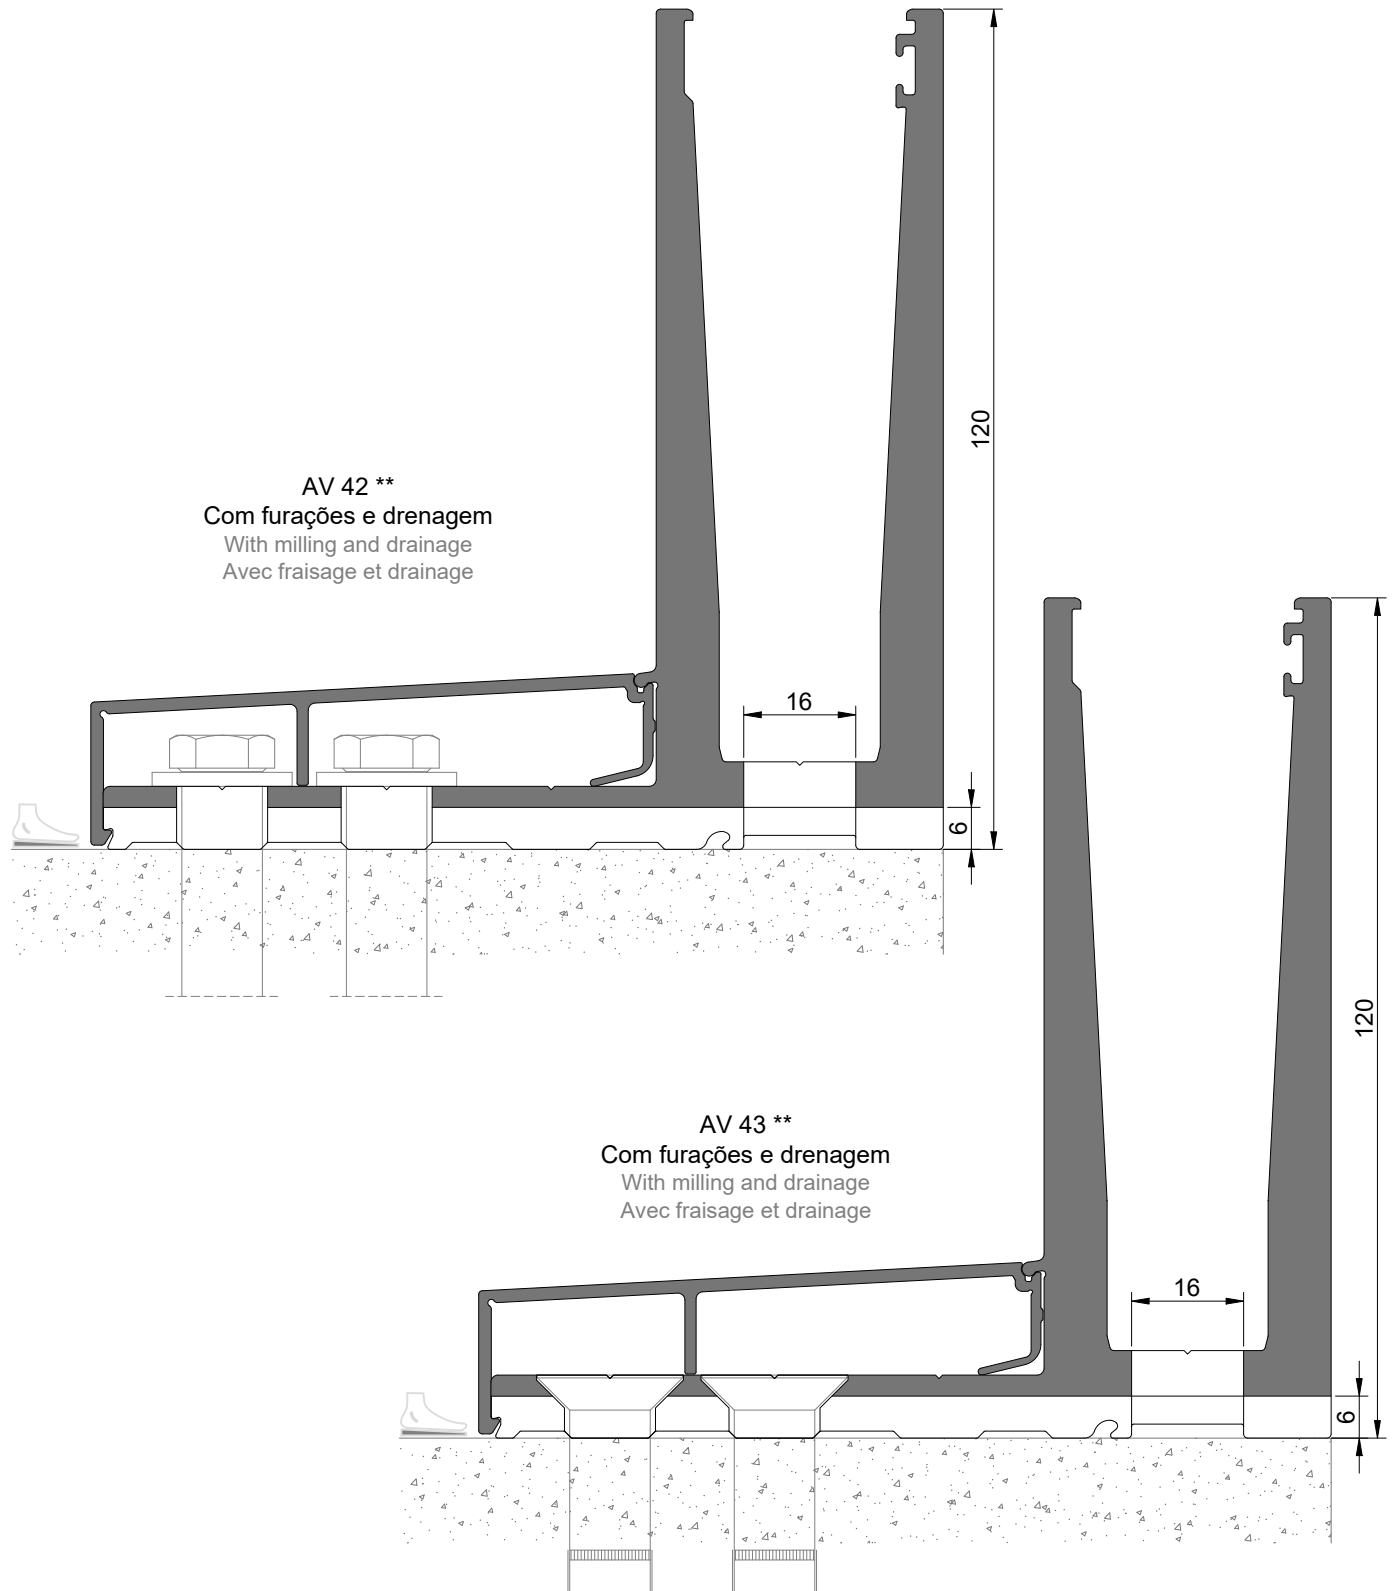 120
AV 42 **
Com furações e drenagem
With milling and drainage
Avec fraisage et drainage
16
6
120
AV 43 **
Com furações e drenagem
With milling and drainage
Avec fraisage et drainage
16
6